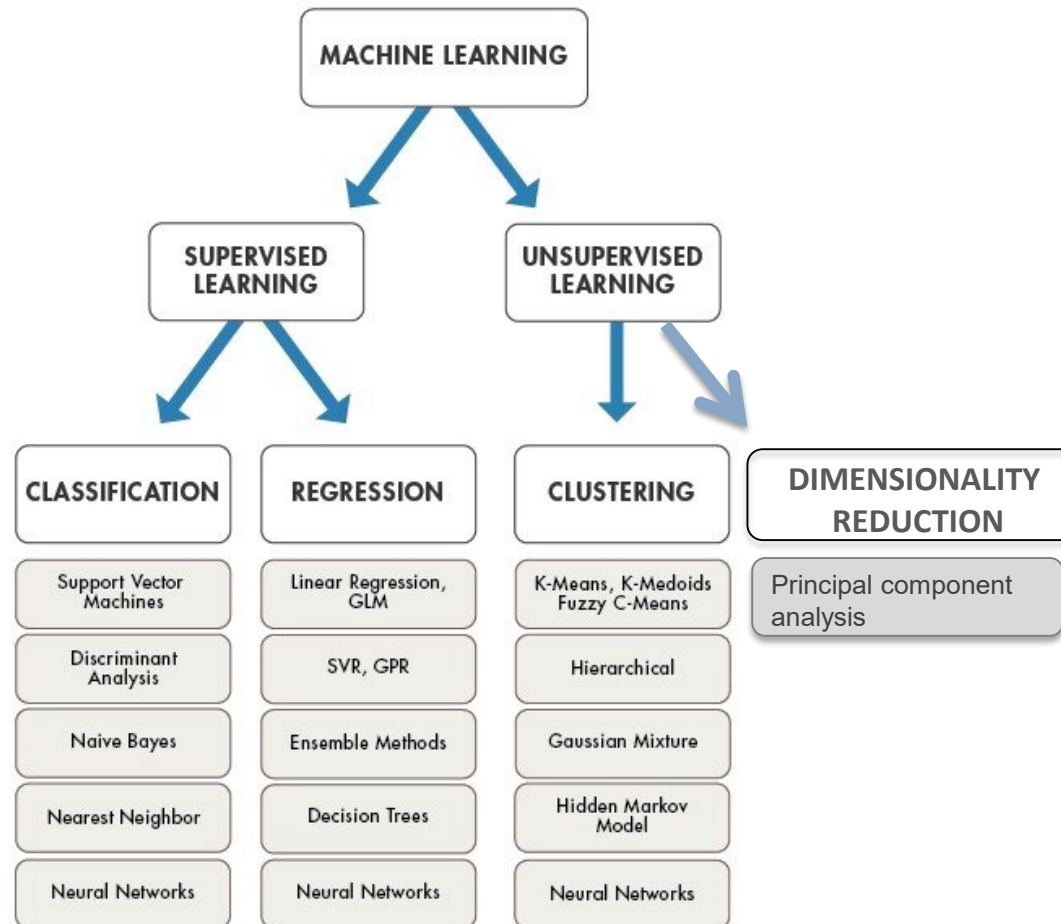 MACHINE LEARNING
SUPERVISED
LEARNING
UNSUPERVISED
LEARNING
CLASSIFICATION
Support Vector
Machines
Discriminant
Analysis
Naive Bayes
Nearest Neighbor
Neural Networks
REGRESSION
Linear Regression,
GLM
SVR, GPR
Ensemble Methods
Decision Trees
Neural Networks
CLUSTERING
K-Means, K-Medoids
Fuzzy C-Means
Hierarchical
Gaussian Mixture
Hidden Markov
Model
Neural Networks
DIMENSIONALITY
REDUCTION
Principal component
analysis